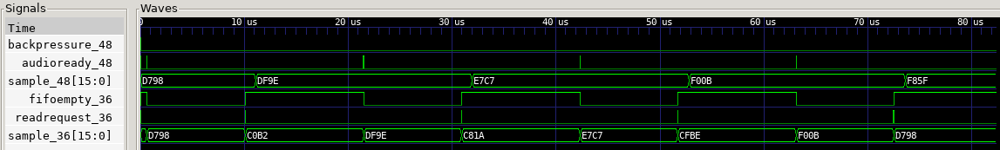 Signals Waves
Time 0 10 us 20 us 30 us 40 us 50 us 60 us 70 us 80 us
backpressure_48
audioready_48
sample_48[15:0] D798 DF9E E7C7 F00B F85F
fifoempty_36
readrequest_36
sample_36[15:0] D798 C0B2 DF9E C81A E7C7 CFBE F00B D798